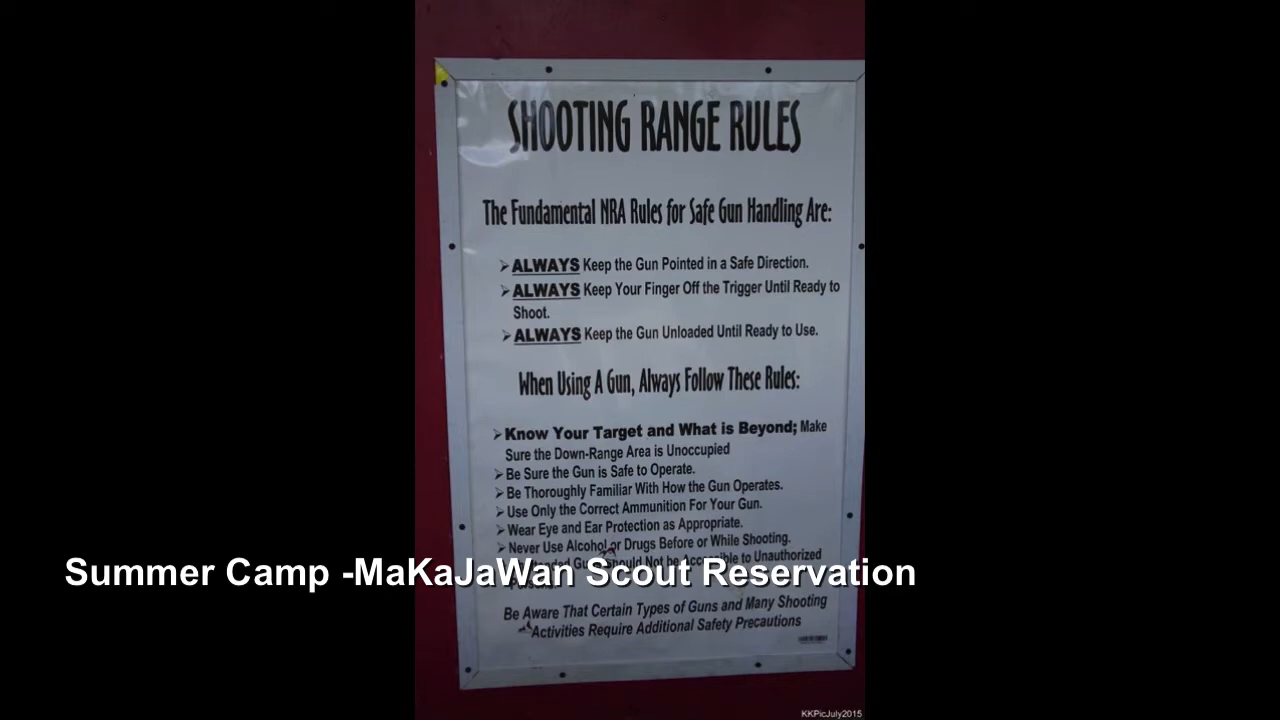 SHOOTING RANGE RULES
The Fundamental NRA Rules for Safe Gun Handling Are:
➢ ALWAYS Keep the Gun Pointed in a Safe Direction.
➢ ALWAYS Keep Your Finger Off the Trigger Until Ready to
Shoot.
➢ ALWAYS Keep the Gun Unloaded Until Ready to Use.
When Using A Gun, Always Follow These Rules:
➢ Know Your Target and What is Beyond; Make
Sure the Down-Range Area is Unoccupied
➢ Be Sure the Gun is Safe to Operate.
➢ Be Thoroughly Familiar With How the Gun Operates.
➢ Use Only the Correct Ammunition For Your Gun.
➢ Wear Eye and Ear Protection as Appropriate.
➢ Never Use Alcohol or Drugs Before or While Shooting.
Should Not be Accessible to Unauthorized
Summer Camp -MaKaJaWan Scout Reservation
Be Aware That Certain Types of Guns and Many Shooting
Activities Require Additional Safety Precautions
KKPicJuly2015